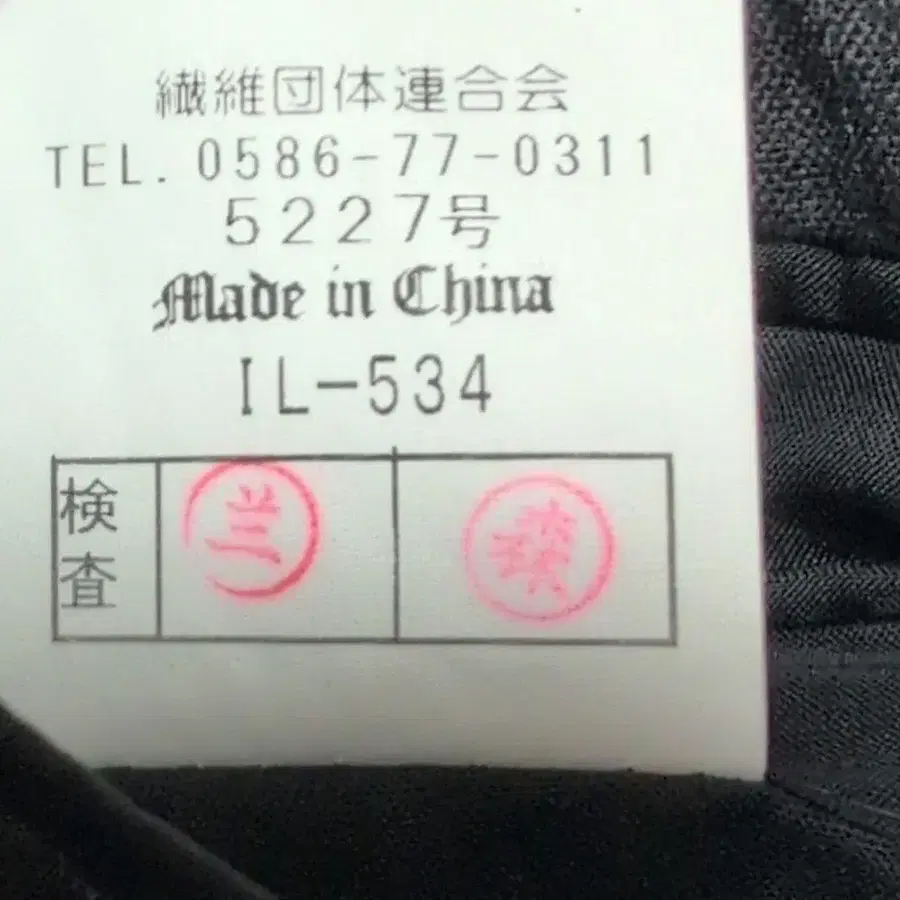 繊維団体連合会
TEL. 0586-77-0311
5227号
Made in China
IL-534
検査
兰